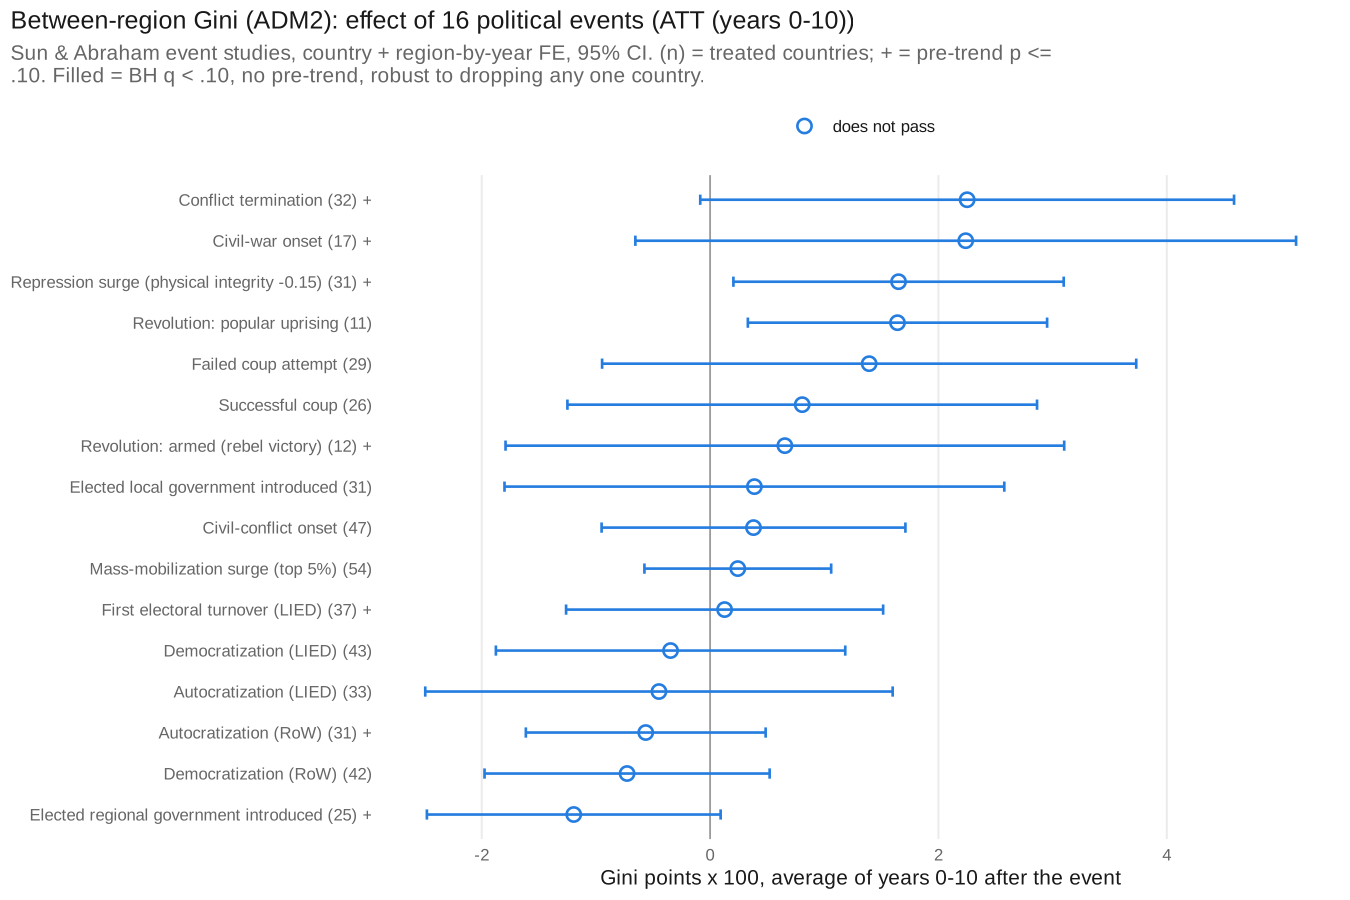 Between-region Gini (ADM2): effect of 16 political events (ATT (years 0-10))
Sun & Abraham event studies, country + region-by-year FE, 95% CI. (n) = treated countries; + = pre-trend p <=
.10. Filled = BH q < .10, no pre-trend, robust to dropping any one country.
does not pass
Conflict termination (32) +
Civil-war onset (17) +
Repression surge (physical integrity -0.15) (31) +
Revolution: popular uprising (11)
Failed coup attempt (29)
Successful coup (26)
Revolution: armed (rebel victory) (12) +
Elected local government introduced (31)
Civil-conflict onset (47)
Mass-mobilization surge (top 5%) (54)
First electoral turnover (LIED) (37) +
Democratization (LIED) (43)
Autocratization (LIED) (33)
Autocratization (RoW) (31) +
Democratization (RoW) (42)
Elected regional government introduced (25) +
-2 0 2 4
Gini points x 100, average of years 0-10 after the event